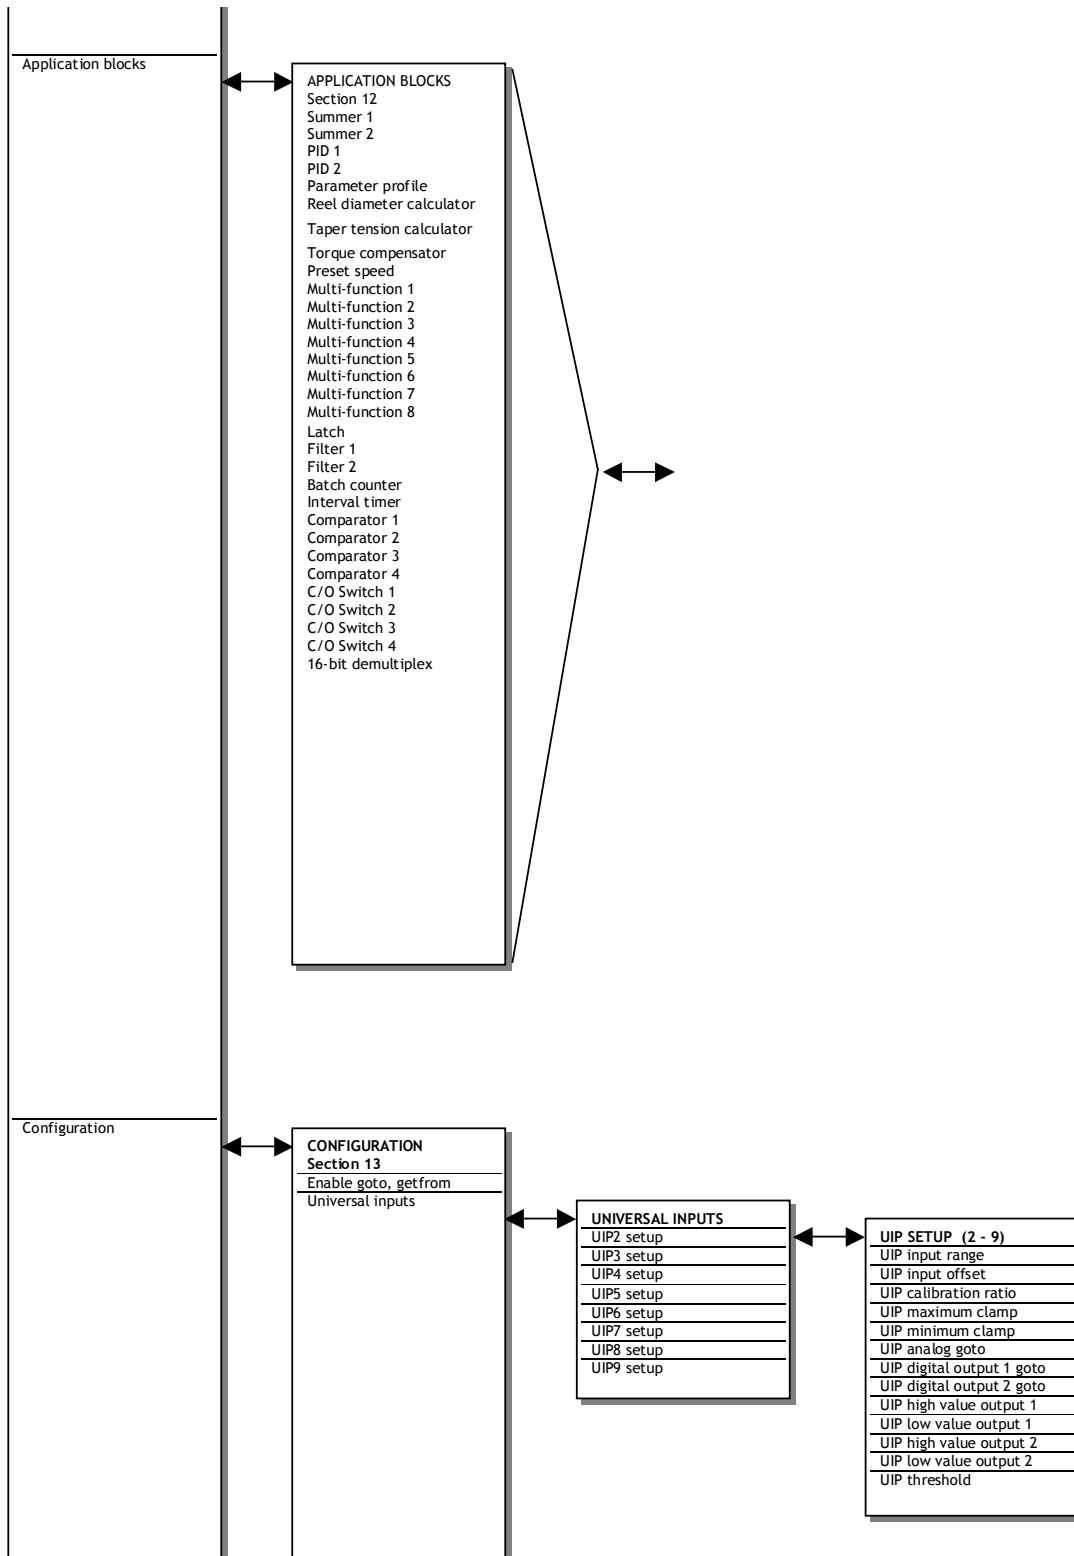 Application blocks
APPLICATION BLOCKS
Section 12
Summer 1
Summer 2
PID 1
PID 2
Parameter profile
Reel diameter calculator
Taper tension calculator
Torque compensator
Preset speed
Multi-function 1
Multi-function 2
Multi-function 3
Multi-function 4
Multi-function 5
Multi-function 6
Multi-function 7
Multi-function 8
Latch
Filter 1
Filter 2
Batch counter
Interval timer
Comparator 1
Comparator 2
Comparator 3
Comparator 4
C/O Switch 1
C/O Switch 2
C/O Switch 3
C/O Switch 4
16-bit demultiplex
Configuration
CONFIGURATION
Section 13
Enable goto, getfrom
Universal inputs
UNIVERSAL INPUTS
UIP2 setup
UIP3 setup
UIP4 setup
UIP5 setup
UIP6 setup
UIP7 setup
UIP8 setup
UIP9 setup
UIP SETUP (2 - 9)
UIP input range
UIP input offset
UIP calibration ratio
UIP maximum clamp
UIP minimum clamp
UIP analog goto
UIP digital output 1 goto
UIP digital output 2 goto
UIP high value output 1
UIP low value output 1
UIP high value output 2
UIP low value output 2
UIP threshold